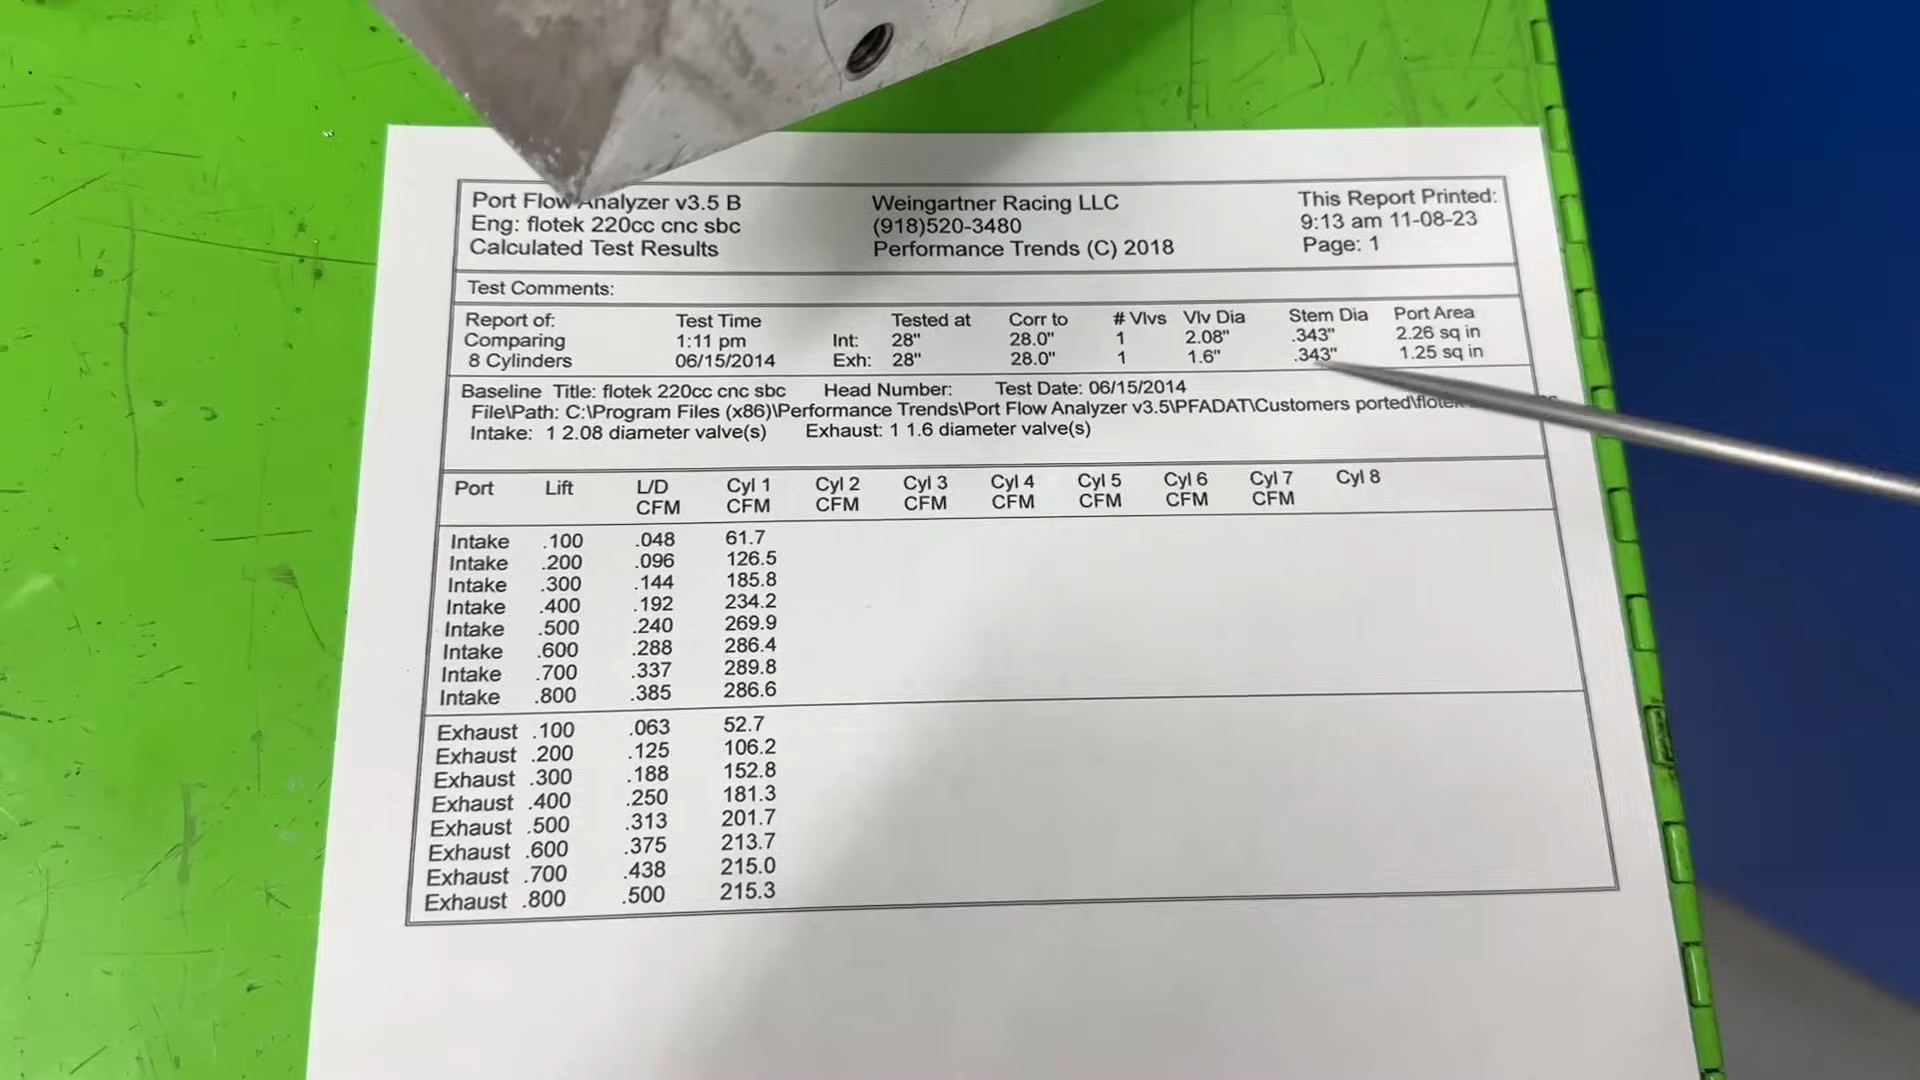 Port Flow Analyzer v3.5 B Weingartner Racing LLC This Report Printed:
Eng: flotek 220cc cnc sbc (918)520-3480 9:13 am 11-08-23
Calculated Test Results Performance Trends (C) 2018 Page: 1
Test Comments:
Report of: Test Time Tested at Corr to # Vlvs Vlv Dia Stem Dia Port Area
Comparing 1:11 pm Int: 28" 28.0" 1 2.08" .343" 2.26 sq in
8 Cylinders 06/15/2014 Exh: 28" 28.0" 1 1.6" .343" 1.25 sq in
Baseline Title: flotek 220cc cnc sbc Head Number: Test Date: 06/15/2014
File\Path: C:\Program Files (x86)\Performance Trends\Port Flow Analyzer v3.5\PFADAT\Customers ported\flotek
Intake: 1 2.08 diameter valve(s) Exhaust: 1 1.6 diameter valve(s)
Port Lift L/D Cyl 1 Cyl 2 Cyl 3 Cyl 4 Cyl 5 Cyl 6 Cyl 7 Cyl 8
CFM CFM CFM CFM CFM CFM CFM CFM
Intake .100 .048 61.7
Intake .200 .096 126.5
Intake .300 .144 185.8
Intake .400 .192 234.2
Intake .500 .240 269.9
Intake .600 .288 286.4
Intake .700 .337 289.8
Intake .800 .385 286.6
Exhaust .100 .063 52.7
Exhaust .200 .125 106.2
Exhaust .300 .188 152.8
Exhaust .400 .250 181.3
Exhaust .500 .313 201.7
Exhaust .600 .375 213.7
Exhaust .700 .438 215.0
Exhaust .800 .500 215.3